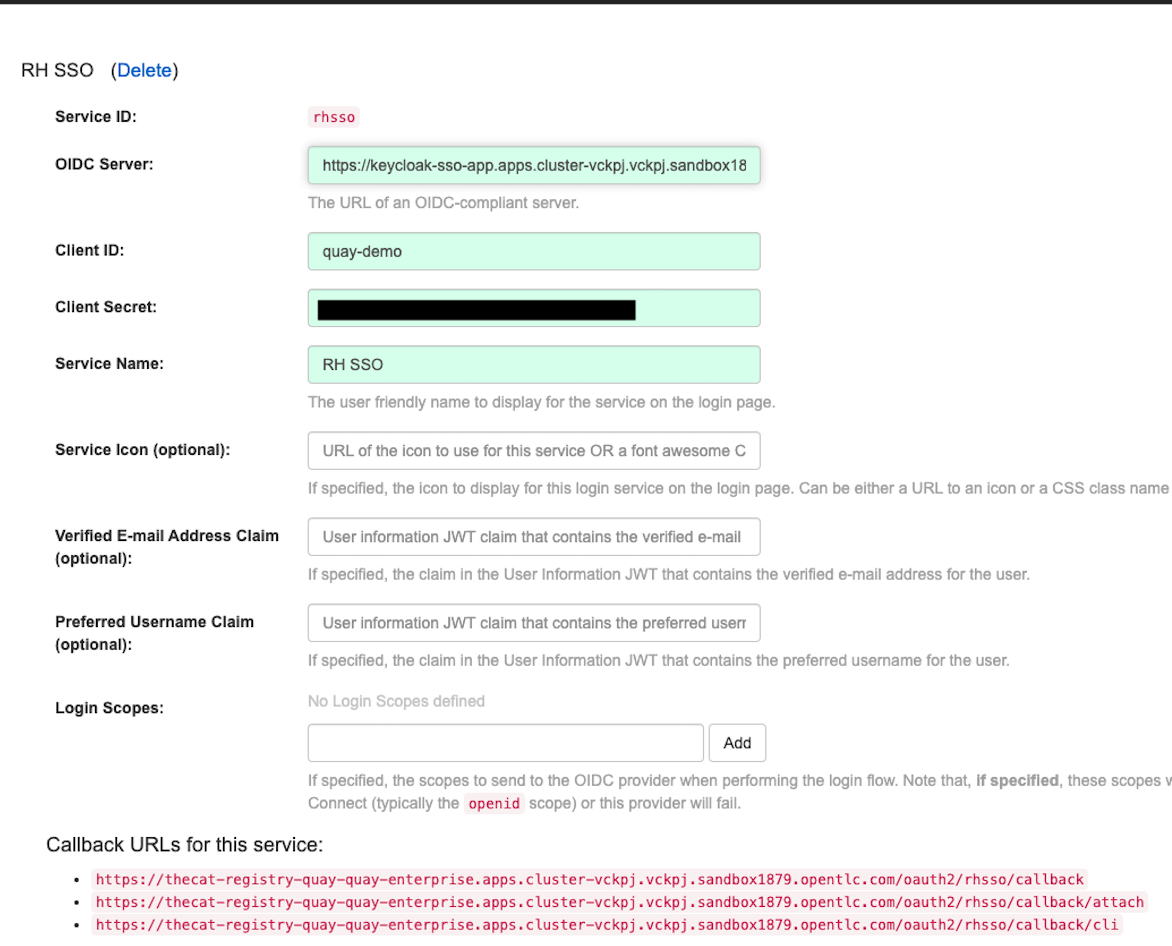 RH SSO (Delete)
Service ID: rhsso
OIDC Server: https://keycloak-sso-app.apps.cluster-vckpj.vckpj.sandbox18
The URL of an OIDC-compliant server.
Client ID: quay-demo
Client Secret:
Service Name: RH SSO
The user friendly name to display for the service on the login page.
Service Icon (optional): URL of the icon to use for this service OR a font awesome C
If specified, the icon to display for this login service on the login page. Can be either a URL to an icon or a CSS class name
Verified E-mail Address Claim
(optional): User information JWT claim that contains the verified e-mail
If specified, the claim in the User Information JWT that contains the verified e-mail address for the user.
Preferred Username Claim
(optional): User information JWT claim that contains the preferred
If specified, the claim in the User Information JWT that contains the preferred username for the user.
Login Scopes: No Login Scopes defined
Add
If specified, the scopes to send to the OIDC provider when performing the login flow. Note that, if specified, these scopes
Connect (typically the openid scope) or this provider will fail.
Callback URLs for this service:
• https://thecat-registry-quay-quay-enterprise.apps.cluster-vckpj.vckpj.sandbox1879.opentlc.com/oauth2/rhsso/callback
• https://thecat-registry-quay-quay-enterprise.apps.cluster-vckpj.vckpj.sandbox1879.opentlc.com/oauth2/rhsso/callback/attach
• https://thecat-registry-quay-quay-enterprise.apps.cluster-vckpj.vckpj.sandbox1879.opentlc.com/oauth2/rhsso/callback/cli